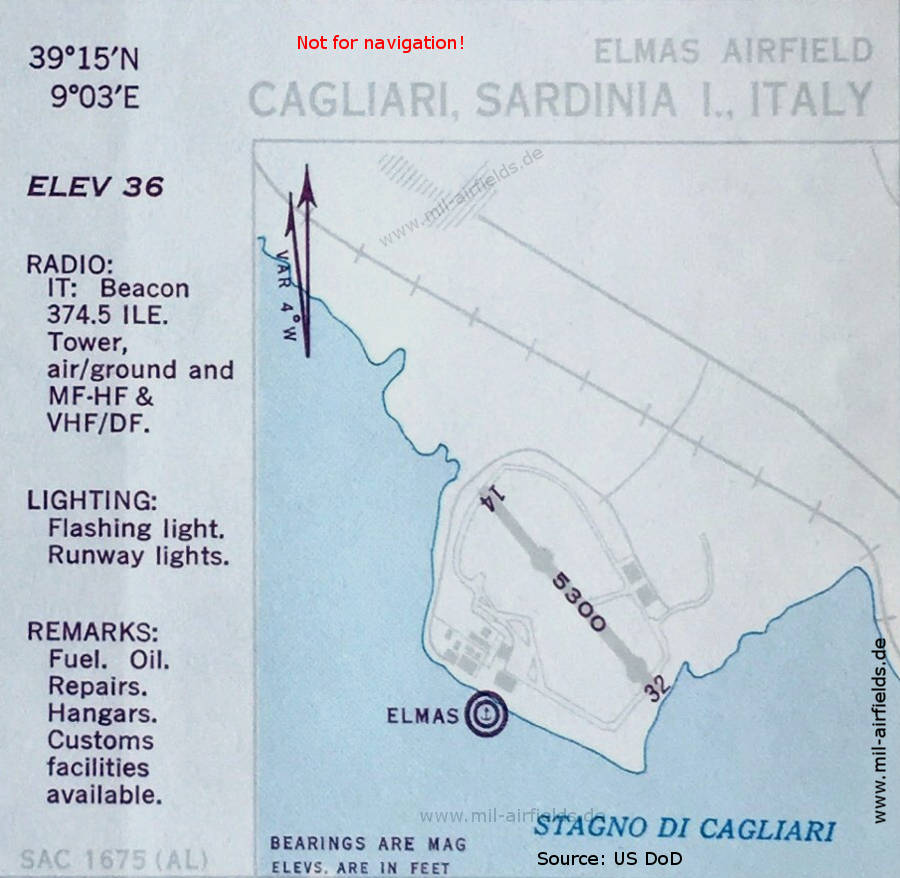 Not for navigation!
39°15'N
9°03'E
ELMAS AIRFIELD
CAGLIARI, SARDINIA I., ITALY
ELEV 36
RADIO:
IT: Beacon
374.5 ILE.
Tower,
air/ground and
MF-HF &
VHF/DF.
LIGHTING:
Flashing light.
Runway lights.
REMARKS:
Fuel. Oil.
Repairs.
Hangars.
Customs
facilities
available.
SAC 1675 (AL)
www.mil-airfields.de
VAR 4°W
14
5300
32
ELMAS
www.mil-airfields.de
www.mil-airfields.de
STAGNO DI CAGLIARI
BEARINGS ARE MAG
ELEVS. ARE IN FEET
Source: US DoD